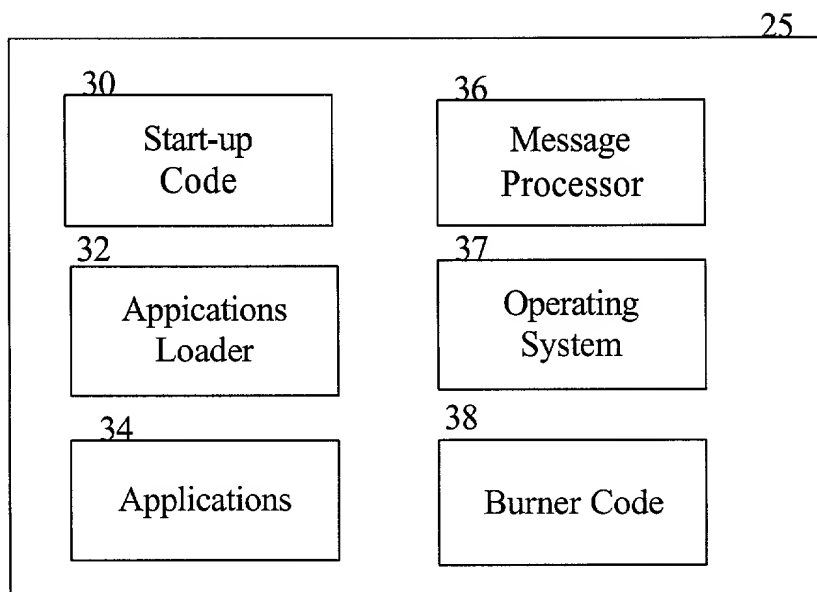 25
30
Start-up
Code
36
Message
Processor
32
Appications
Loader
37
Operating
System
34
Applications
38
Burner Code